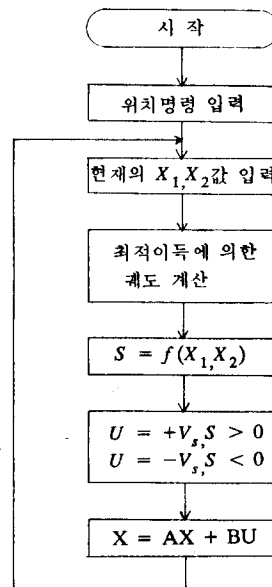 시 작
위치명령 입력
현재의 X₁,X₂값 입력
최적이득에 의한
궤도 계산
S = f(X₁,X₂)
U = +Vₛ,S > 0
U = −Vₛ,S < 0
X = AX + BU